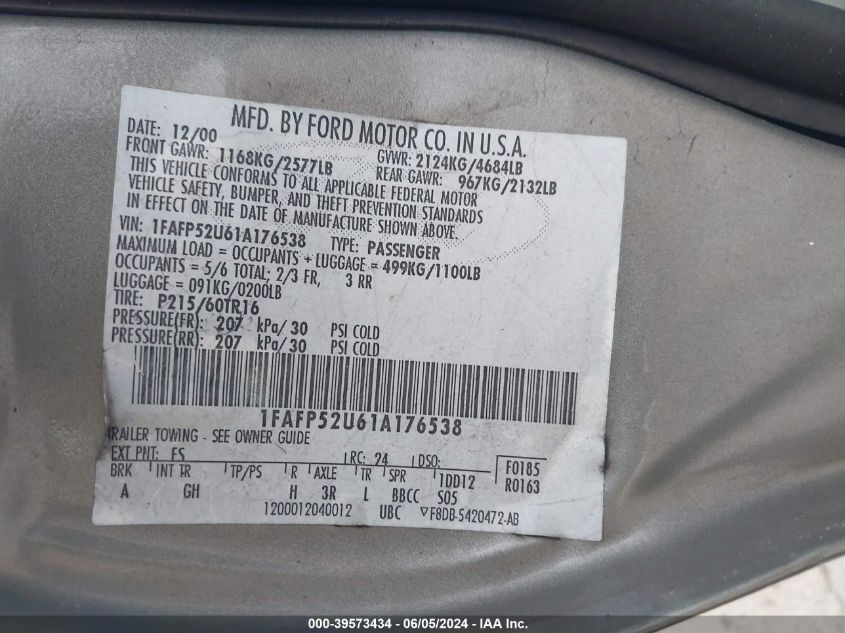 MFD. BY FORD MOTOR CO. IN U.S.A.
DATE: 12/00 GVWR: 2124KG/4684LB
FRONT GAWR: 1168KG/2577LB REAR GAWR: 967KG/2132LB
THIS VEHICLE CONFORMS TO ALL APPLICABLE FEDERAL MOTOR
VEHICLE SAFETY, BUMPER, AND THEFT PREVENTION STANDARDS
IN EFFECT ON THE DATE OF MANUFACTURE SHOWN ABOVE.
VIN: 1FAFP52U61A176538 TYPE: PASSENGER
MAXIMUM LOAD = OCCUPANTS + LUGGAGE = 499KG/1100LB
OCCUPANTS = 5/6 TOTAL; 2/3 FR, 3 RR
LUGGAGE = 091KG/0200LB
TIRE: P215/60TR16
PRESSURE(FR): 207 kPa/ 30 PSI COLD
PRESSURE(RR): 207 kPa/ 30 PSI COLD
1FAFP52U61A176538
TRAILER TOWING - SEE OWNER GUIDE
EXT PNT: FS RC: 24 DSO: F0185
BRK INT TR TP/PS R AXLE TR SPR 1DD12 R0163
A GH H 3R L BBCC S05
1200012040012 UBC ▽F8DB-5420472-AB
000-39573434 - 06/05/2024 - IAA Inc.